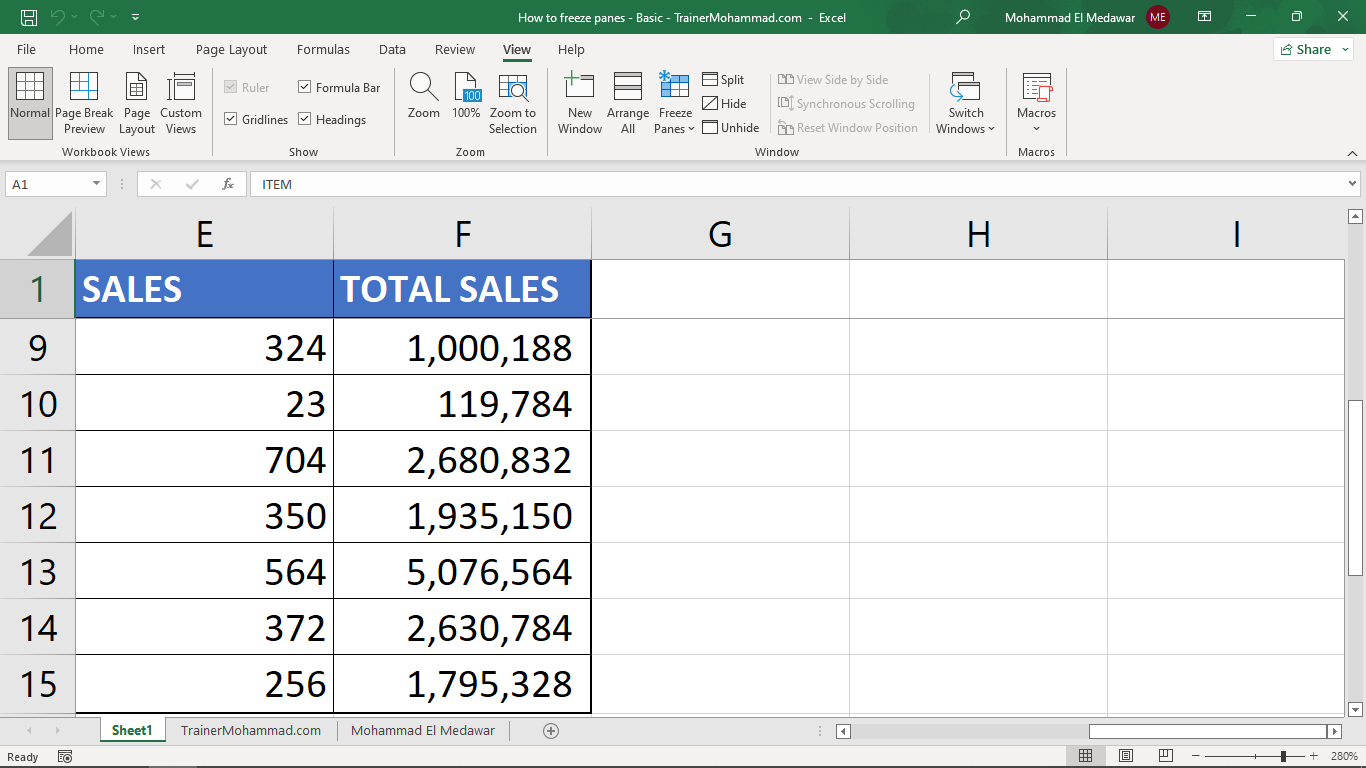 How to freeze panes - Basic - TrainerMohammad.com - Excel
Mohammad El Medawar ME
File Home Insert Page Layout Formulas Data Review View Help Share
Normal
Page Break Preview
Page Layout
Custom Views
Workbook Views
Ruler Formula Bar
Gridlines Headings
Show
Zoom
100 100%
Zoom to Selection
Zoom
New Window
Arrange All
Freeze Panes
Split
Hide
Unhide
View Side by Side
Synchronous Scrolling
Reset Window Position
Switch Windows
Window
Macros
Macros
A1 fx ITEM
E F G H I
1 SALES TOTAL SALES
9 324 1,000,188
10 23 119,784
11 704 2,680,832
12 350 1,935,150
13 564 5,076,564
14 372 2,630,784
15 256 1,795,328
Sheet1 TrainerMohammad.com Mohammad El Medawar
Ready 280%